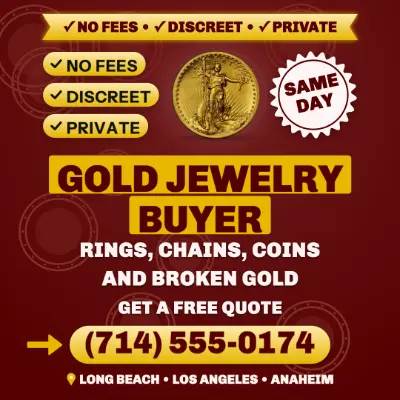 ✓ NO FEES • ✓ DISCREET • ✓ PRIVATE
✓ NO FEES
✓ DISCREET
✓ PRIVATE
SAME
DAY
GOLD JEWELRY
BUYER
RINGS, CHAINS, COINS
AND BROKEN GOLD
GET A FREE QUOTE
(714) 555-0174
LONG BEACH • LOS ANGELES • ANAHEIM